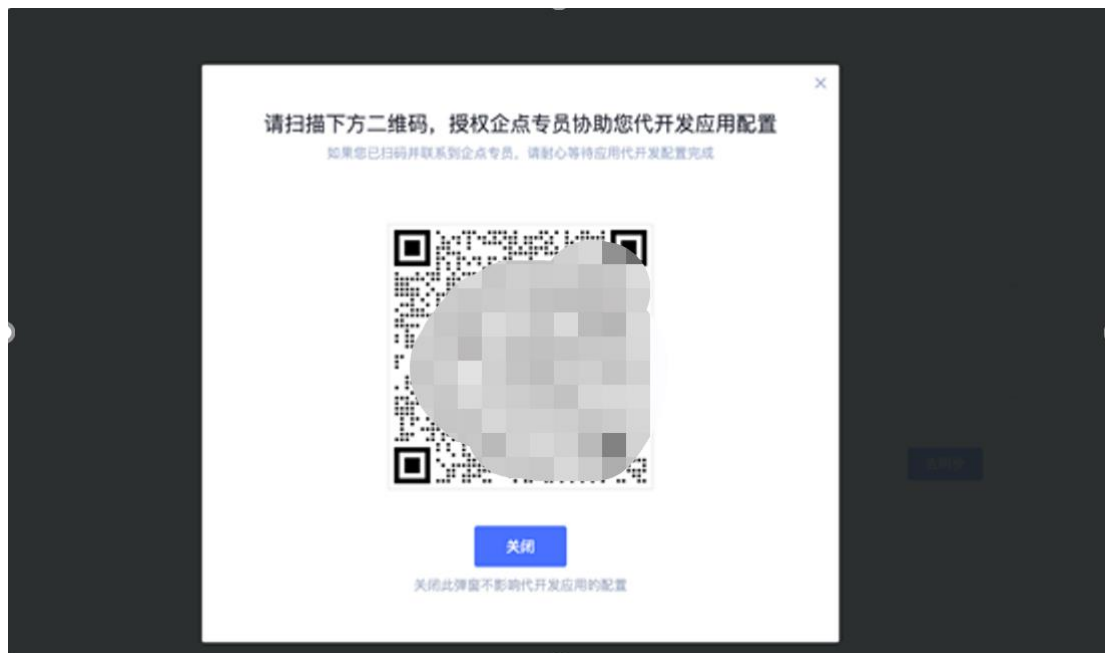 请扫描下方二维码，授权企点专员协助您代开发应用配置
如果您已扫码并联系到企点专员，请耐心等待应用代开发配置完成
关闭
关闭此弹窗不影响代开发应用的配置